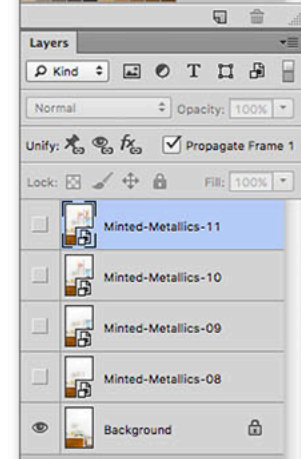 Layers
Kind
Normal Opacity: 100%
Unify: Propagate Frame 1
Lock: Fill: 100%
Minted-Metallics-11
Minted-Metallics-10
Minted-Metallics-09
Minted-Metallics-08
Background